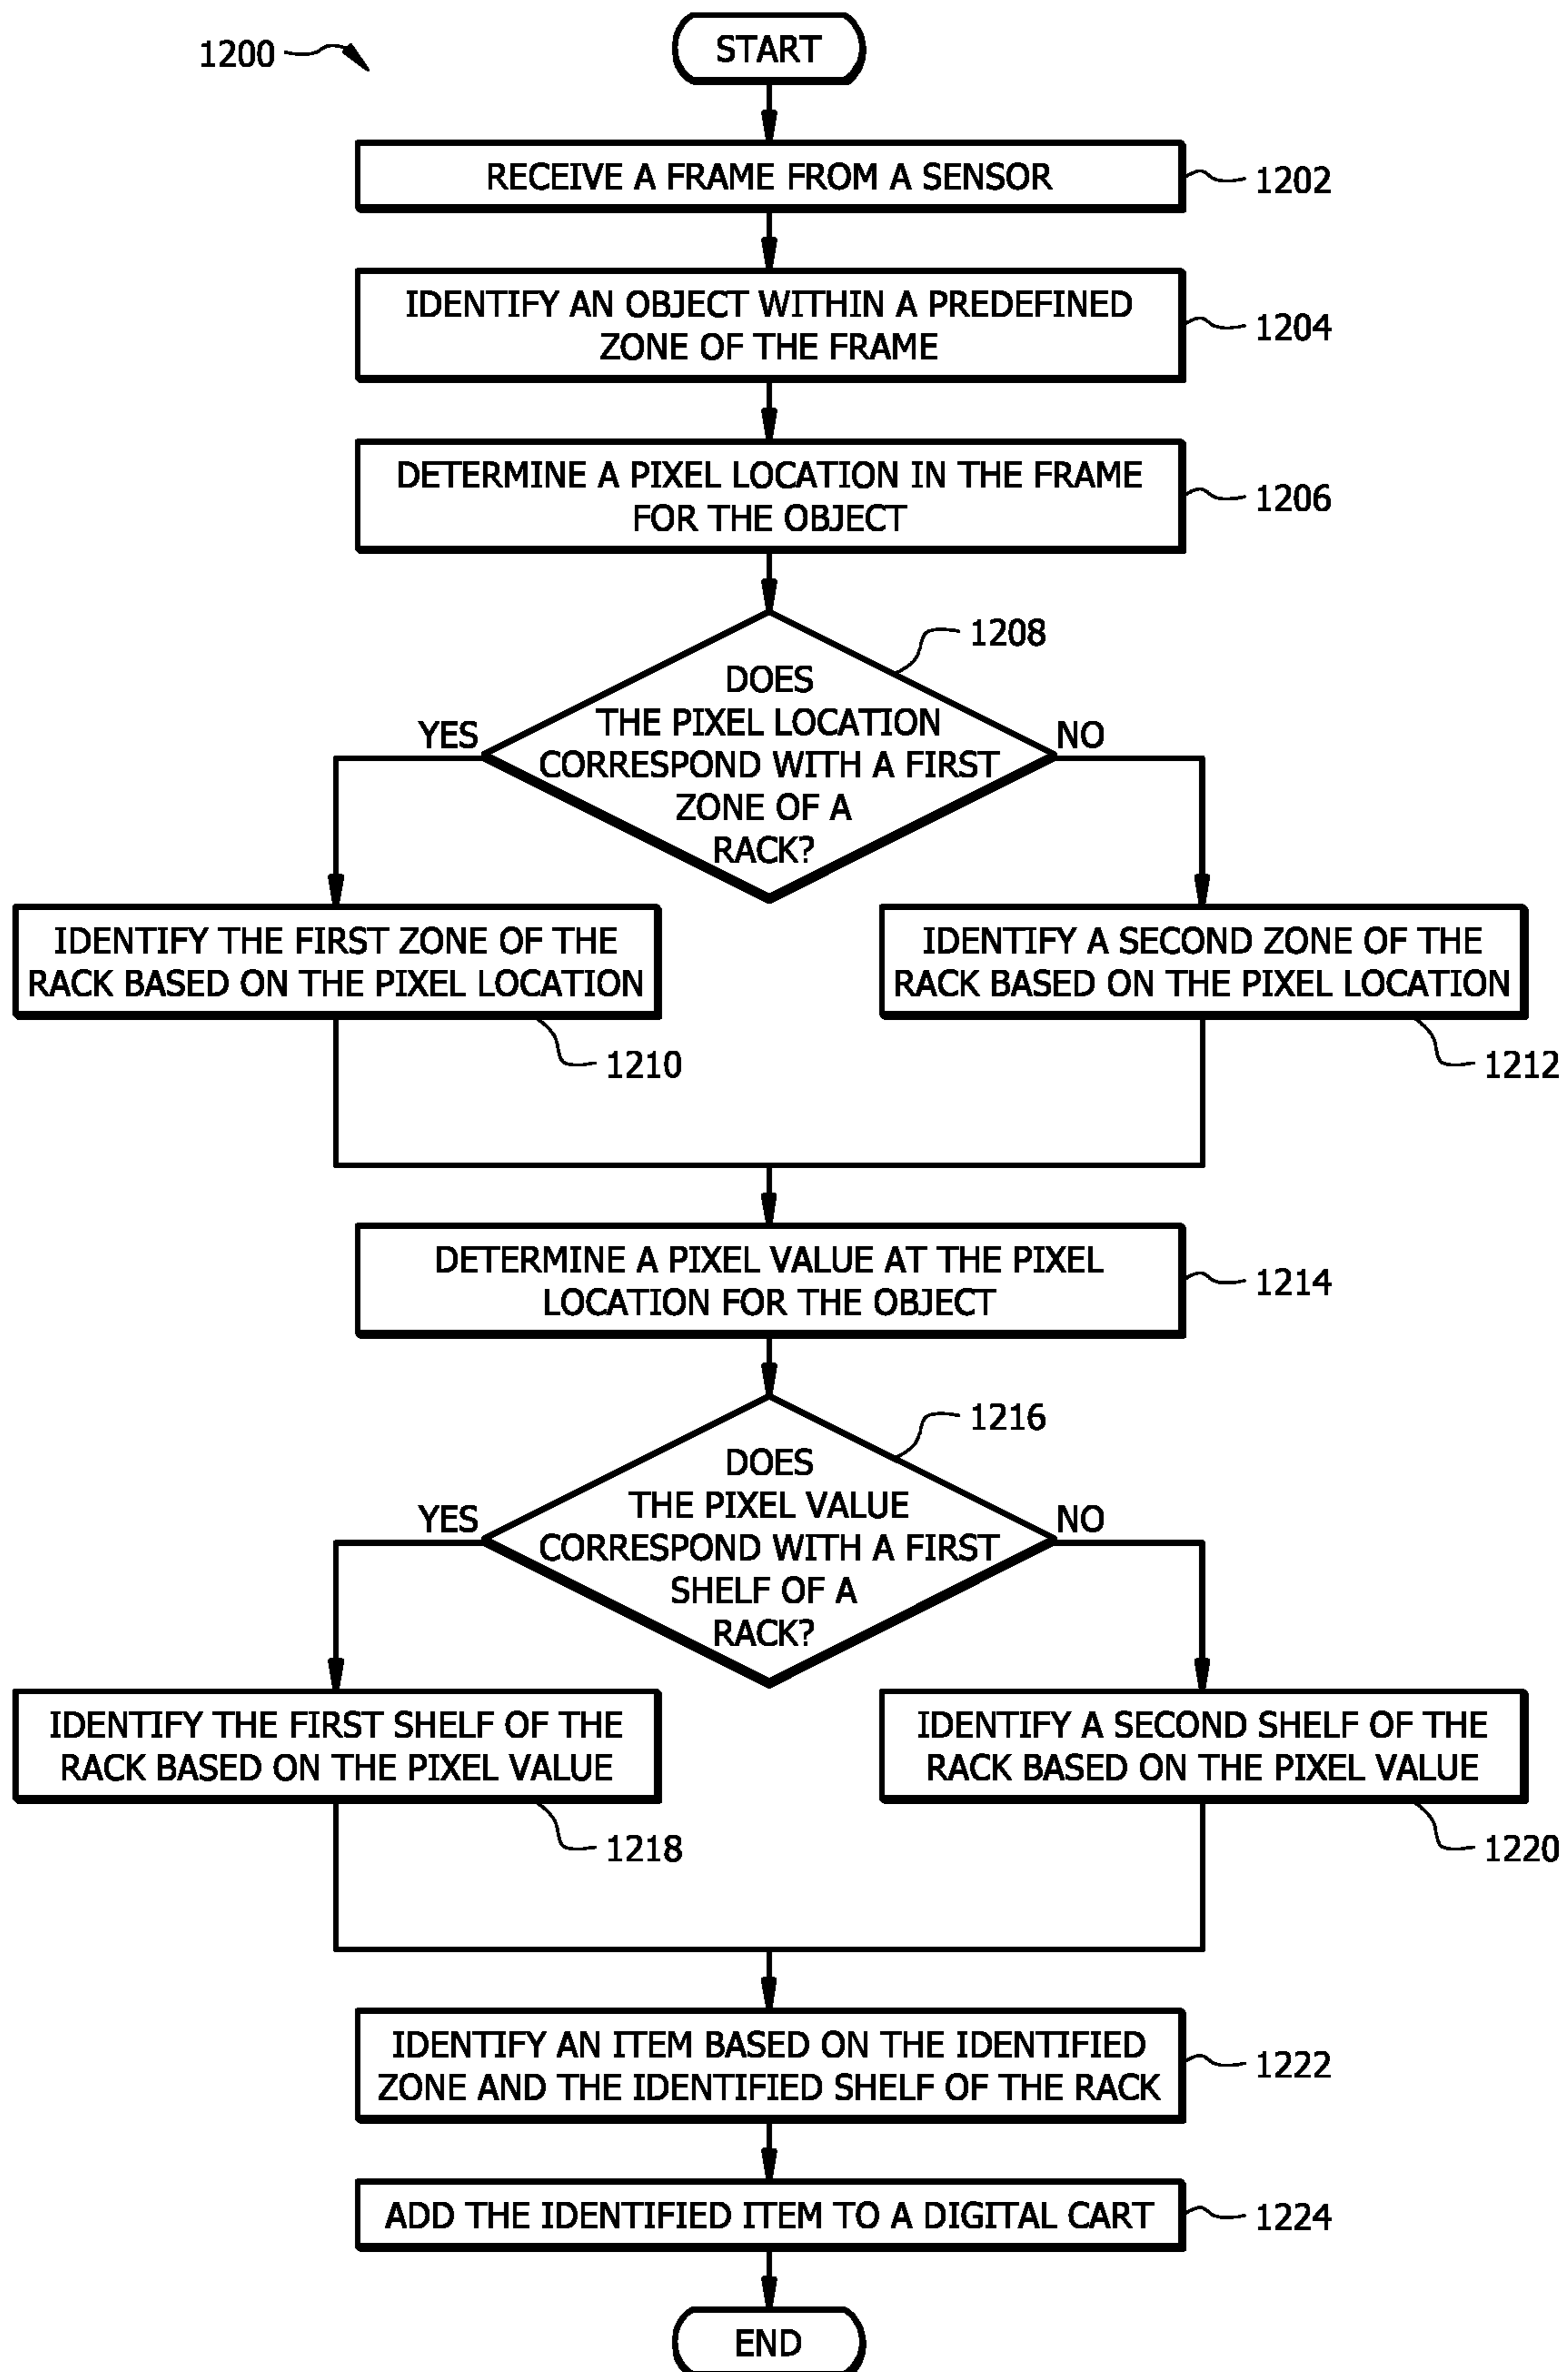 1200
START
RECEIVE A FRAME FROM A SENSOR
1202
IDENTIFY AN OBJECT WITHIN A PREDEFINED
ZONE OF THE FRAME
1204
DETERMINE A PIXEL LOCATION IN THE FRAME
FOR THE OBJECT
1206
1208
DOES
THE PIXEL LOCATION
CORRESPOND WITH A FIRST
ZONE OF A
RACK?
YES
NO
IDENTIFY THE FIRST ZONE OF THE
RACK BASED ON THE PIXEL LOCATION
1210
IDENTIFY A SECOND ZONE OF THE
RACK BASED ON THE PIXEL LOCATION
1212
DETERMINE A PIXEL VALUE AT THE PIXEL
LOCATION FOR THE OBJECT
1214
1216
DOES
THE PIXEL VALUE
CORRESPOND WITH A FIRST
SHELF OF A
RACK?
YES
NO
IDENTIFY THE FIRST SHELF OF THE
RACK BASED ON THE PIXEL VALUE
1218
IDENTIFY A SECOND SHELF OF THE
RACK BASED ON THE PIXEL VALUE
1220
IDENTIFY AN ITEM BASED ON THE IDENTIFIED
ZONE AND THE IDENTIFIED SHELF OF THE RACK
1222
ADD THE IDENTIFIED ITEM TO A DIGITAL CART
1224
END